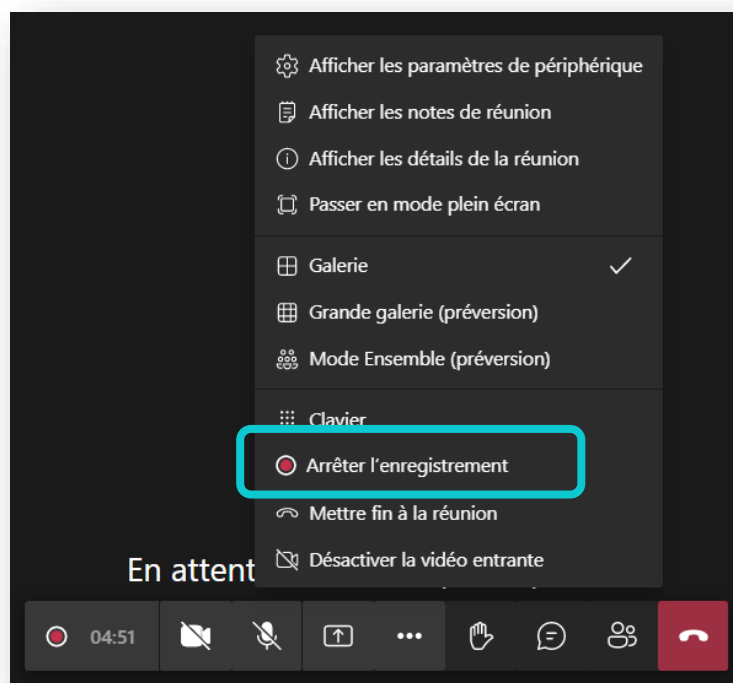 Afficher les paramètres de périphérique
Afficher les notes de réunion
Afficher les détails de la réunion
Passer en mode plein écran
Galerie
Grande galerie (préversion)
Mode Ensemble (préversion)
Clavier
Arrêter l'enregistrement
Mettre fin à la réunion
Désactiver la vidéo entrante
En attent
04:51